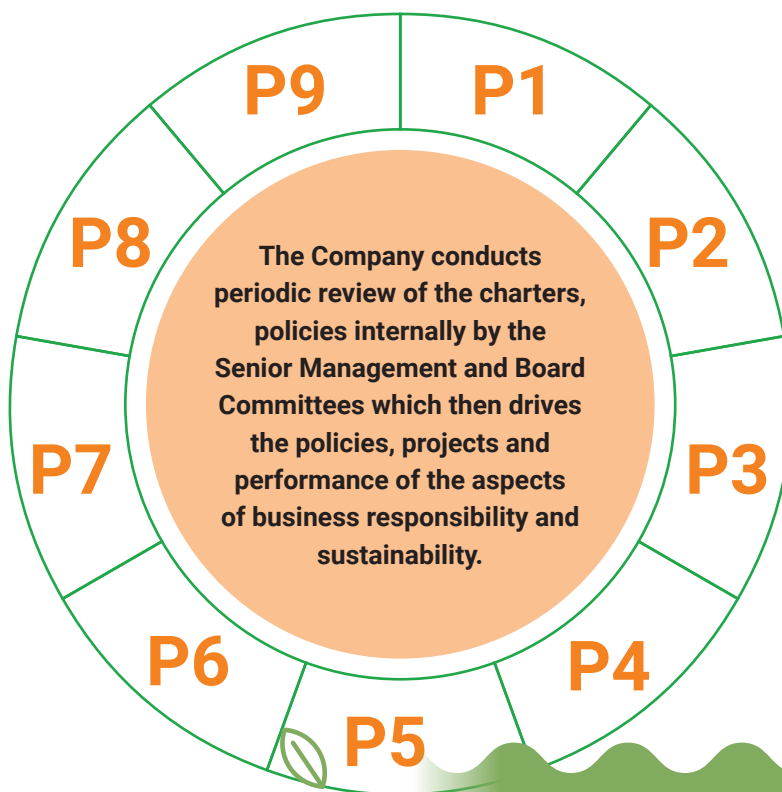 P9
P1
P8
P2
The Company conducts
periodic review of the charters,
policies internally by the
Senior Management and Board
Committees which then drives
the policies, projects and
performance of the aspects
of business responsibility and
sustainability.
P7
P3
P6
P4
P5